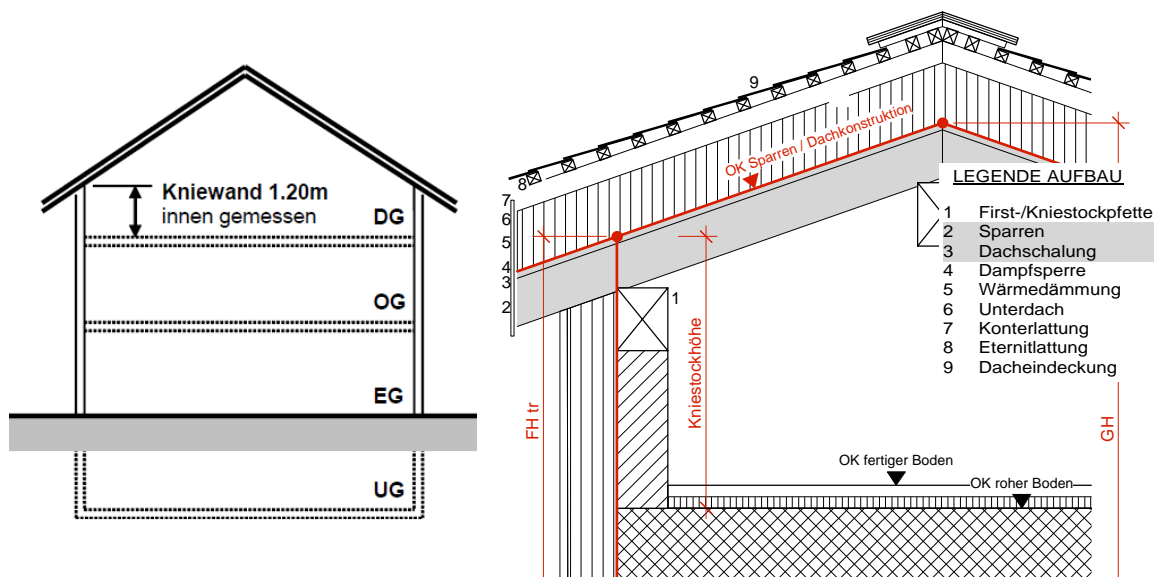 Kniewand 1.20m
innen gemessen
DG
OG
EG
UG
9
OK Sparren / Dachkonstruktion
8
7
6
5
4
3
2
1
FH tr
Kniestockhöhe
GH
OK fertiger Boden
OK roher Boden
LEGENDE AUFBAU
1 First-/Kniestockpfette
2 Sparren
3 Dachschalung
4 Dampfsperre
5 Wärmedämmung
6 Unterdach
7 Konterlattung
8 Eternitlattung
9 Dacheindeckung